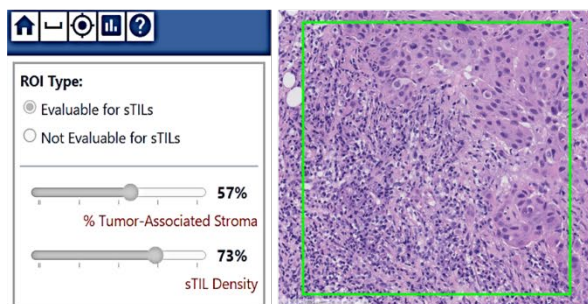 ?
ROI Type:
Evaluable for sTILs
Not Evaluable for sTILs
57%
% Tumor-Associated Stroma
73%
sTIL Density